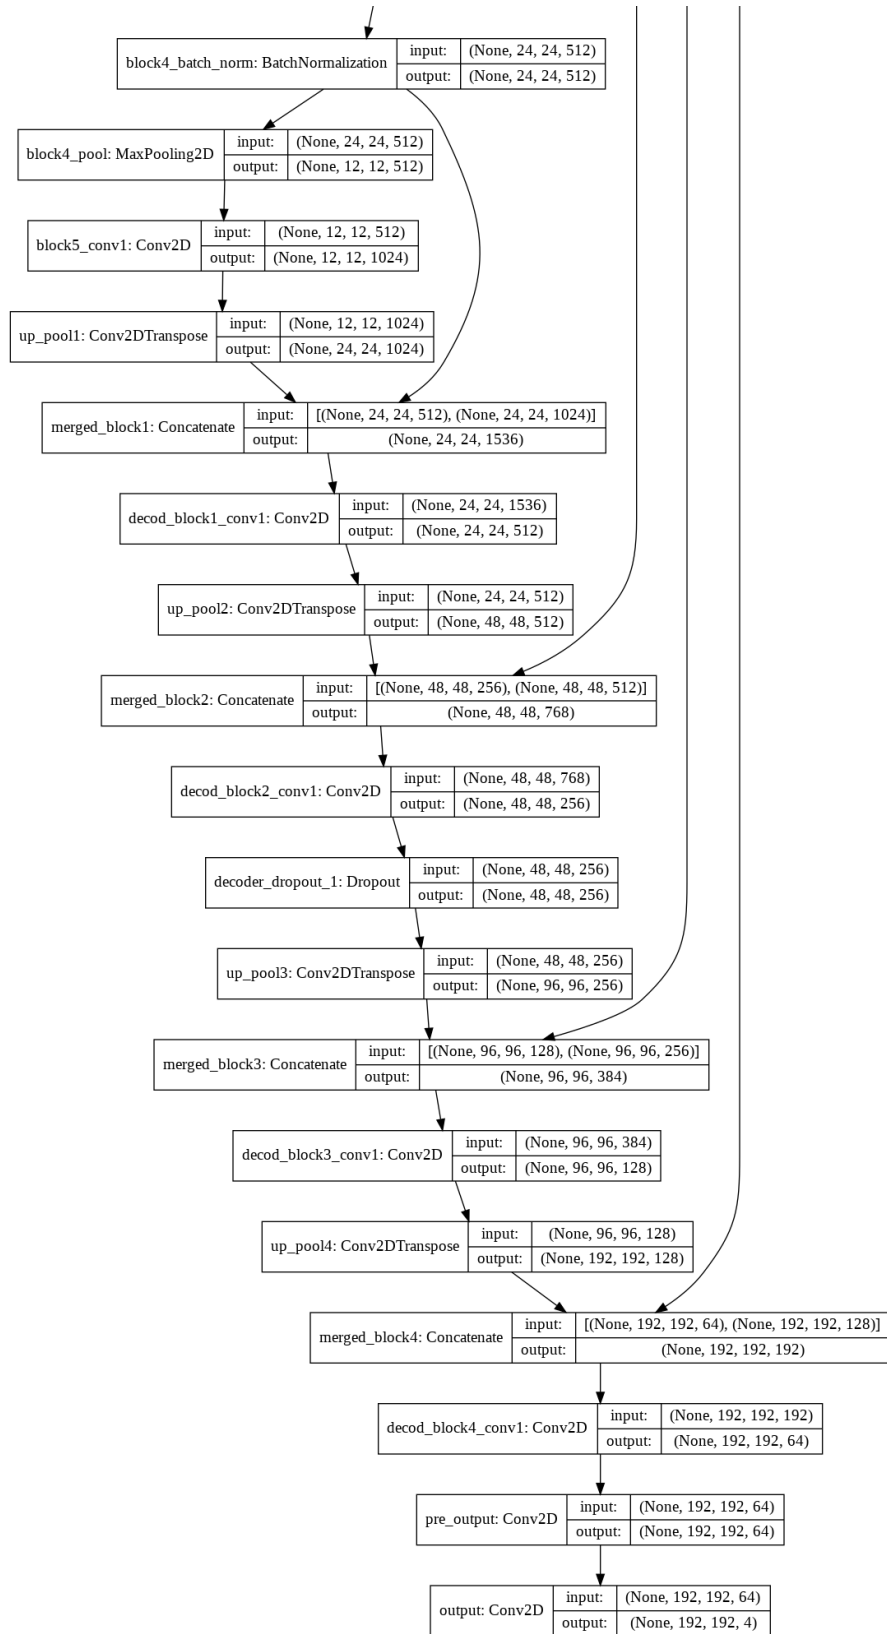 block4_batch_norm: BatchNormalization
input: (None, 24, 24, 512)
output: (None, 24, 24, 512)
block4_pool: MaxPooling2D
input: (None, 24, 24, 512)
output: (None, 12, 12, 512)
block5_conv1: Conv2D
input: (None, 12, 12, 512)
output: (None, 12, 12, 1024)
up_pool1: Conv2DTranspose
input: (None, 12, 12, 1024)
output: (None, 24, 24, 1024)
merged_block1: Concatenate
input: [(None, 24, 24, 512), (None, 24, 24, 1024)]
output: (None, 24, 24, 1536)
decod_block1_conv1: Conv2D
input: (None, 24, 24, 1536)
output: (None, 24, 24, 512)
up_pool2: Conv2DTranspose
input: (None, 24, 24, 512)
output: (None, 48, 48, 512)
merged_block2: Concatenate
input: [(None, 48, 48, 256), (None, 48, 48, 512)]
output: (None, 48, 48, 768)
decod_block2_conv1: Conv2D
input: (None, 48, 48, 768)
output: (None, 48, 48, 256)
decoder_dropout_1: Dropout
input: (None, 48, 48, 256)
output: (None, 48, 48, 256)
up_pool3: Conv2DTranspose
input: (None, 48, 48, 256)
output: (None, 96, 96, 256)
merged_block3: Concatenate
input: [(None, 96, 96, 128), (None, 96, 96, 256)]
output: (None, 96, 96, 384)
decod_block3_conv1: Conv2D
input: (None, 96, 96, 384)
output: (None, 96, 96, 128)
up_pool4: Conv2DTranspose
input: (None, 96, 96, 128)
output: (None, 192, 192, 128)
merged_block4: Concatenate
input: [(None, 192, 192, 64), (None, 192, 192, 128)]
output: (None, 192, 192, 192)
decod_block4_conv1: Conv2D
input: (None, 192, 192, 192)
output: (None, 192, 192, 64)
pre_output: Conv2D
input: (None, 192, 192, 64)
output: (None, 192, 192, 64)
output: Conv2D
input: (None, 192, 192, 64)
output: (None, 192, 192, 4)